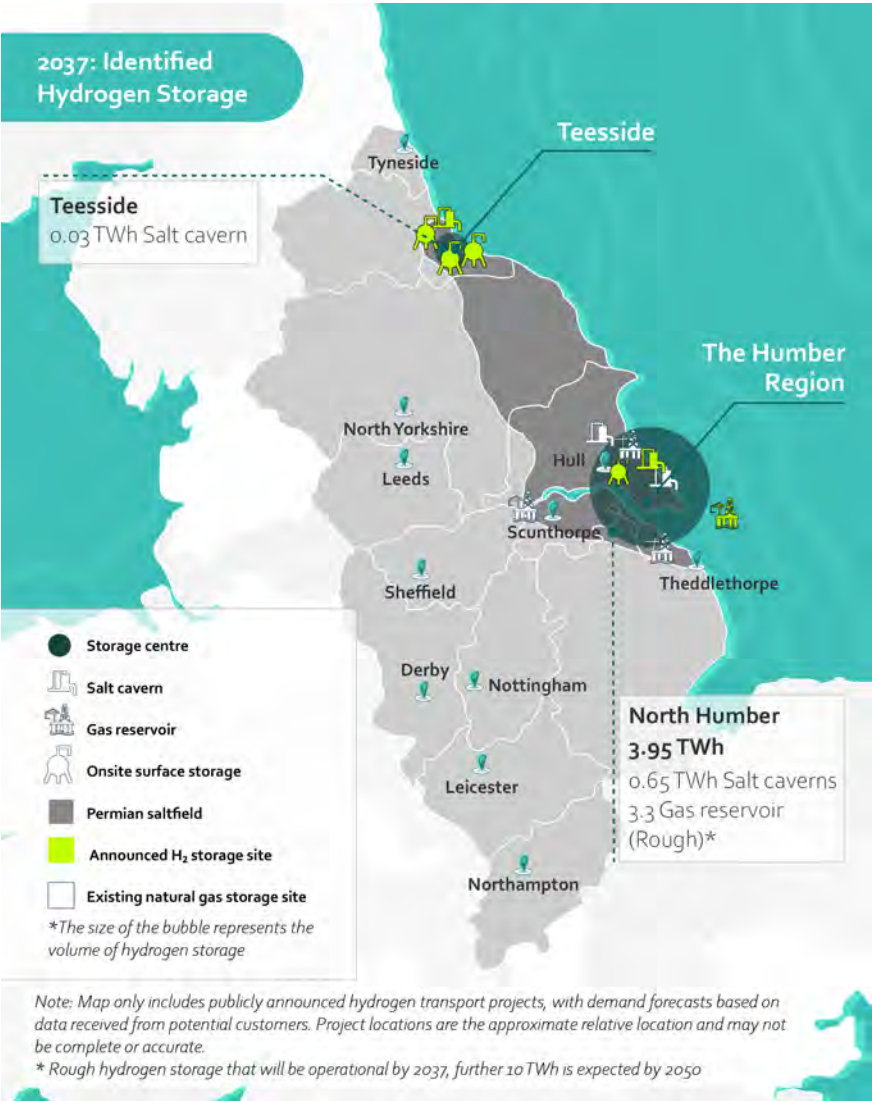 2037: Identified
Hydrogen Storage
Teesside
Tyneside
Teesside
0.03 TWh Salt cavern
The Humber
Region
North Yorkshire
Hull
Leeds
Scunthorpe
Theddlethorpe
Sheffield
Derby
Nottingham
Leicester
Northampton
North Humber
3.95 TWh
0.65 TWh Salt caverns
3.3 Gas reservoir
(Rough)*
Storage centre
Salt cavern
Gas reservoir
Onsite surface storage
Permian saltfield
Announced H₂ storage site
Existing natural gas storage site
*The size of the bubble represents the
volume of hydrogen storage
Note: Map only includes publicly announced hydrogen transport projects, with demand forecasts based on
data received from potential customers. Project locations are the approximate relative location and may not
be complete or accurate.
* Rough hydrogen storage that will be operational by 2037, further 10 TWh is expected by 2050